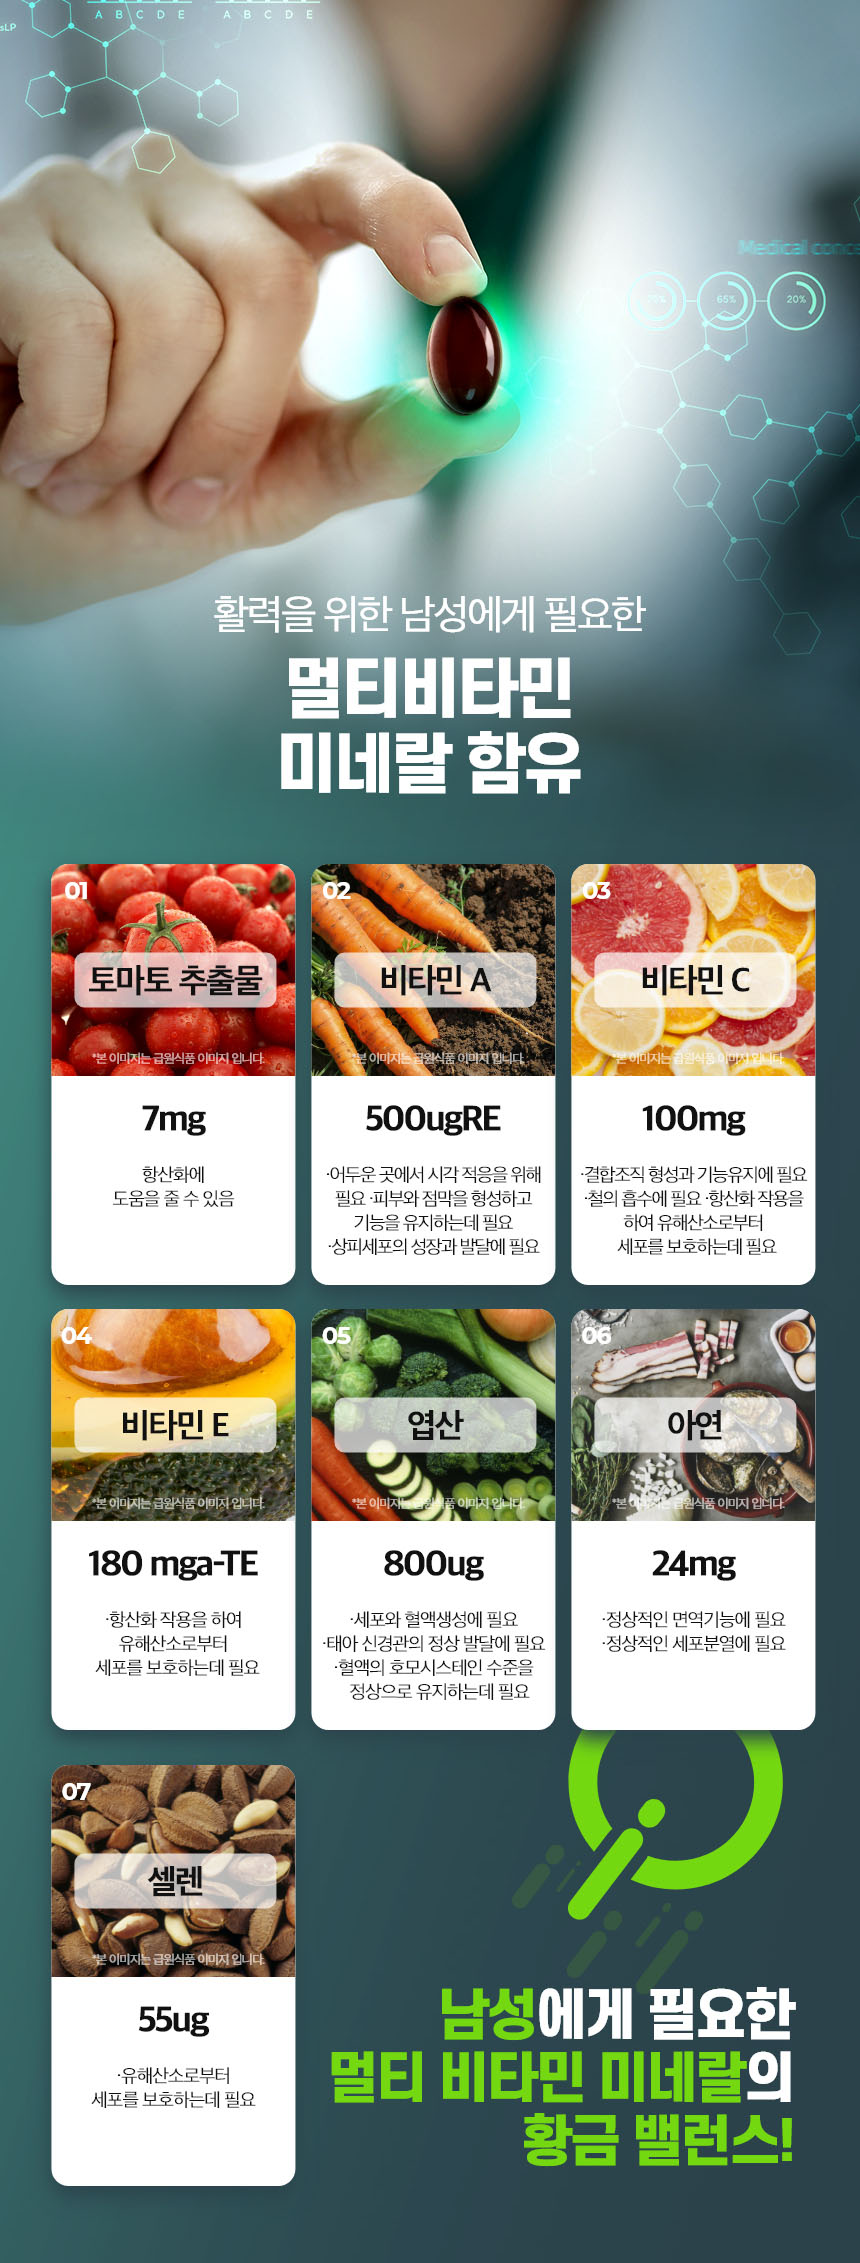 sLP
A B C D E
A B C D E
Medical conce
65%
20%
활력을 위한 남성에게 필요한
멀티비타민
미네랄 함유
01
토마토 추출물
*본 이미지는 급원식품 이미지 입니다.
7mg
항산화에
도움을 줄 수 있음
02
비타민 A
*본 이미지는 급원식품 이미지 입니다.
500ugRE
·어두운 곳에서 시각 적응을 위해
필요 ·피부와 점막을 형성하고
기능을 유지하는데 필요
·상피세포의 성장과 발달에 필요
03
비타민 C
*본 이미지는 급원식품 이미지 입니다.
100mg
·결합조직 형성과 기능유지에 필요
·철의 흡수에 필요 ·항산화 작용을
하여 유해산소로부터
세포를 보호하는데 필요
04
비타민 E
*본 이미지는 급원식품 이미지 입니다.
180 mga-TE
·항산화 작용을 하여
유해산소로부터
세포를 보호하는데 필요
05
엽산
*본 이미지는 급원식품 이미지 입니다.
800ug
·세포와 혈액생성에 필요
·태아 신경관의 정상 발달에 필요
·혈액의 호모시스테인 수준을
정상으로 유지하는데 필요
06
아연
*본 이미지는 급원식품 이미지 입니다.
24mg
·정상적인 면역기능에 필요
·정상적인 세포분열에 필요
07
셀렌
*본 이미지는 급원식품 이미지 입니다.
55ug
·유해산소로부터
세포를 보호하는데 필요
남성에게 필요한
멀티 비타민 미네랄의
황금 밸런스!